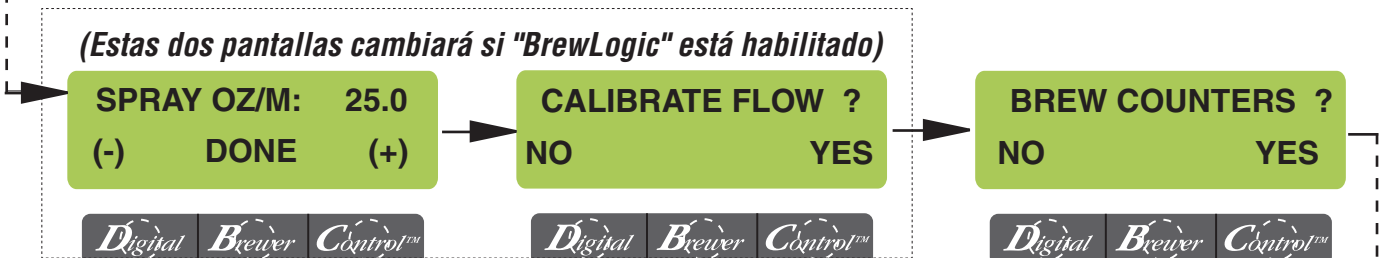 (Estas dos pantallas cambiará si "BrewLogic" está habilitado)
SPRAY OZ/M: 25.0
(-) DONE (+)
Digital Brewer Control™
CALIBRATE FLOW ?
NO YES
Digital Brewer Control™
BREW COUNTERS ?
NO YES
Digital Brewer Control™